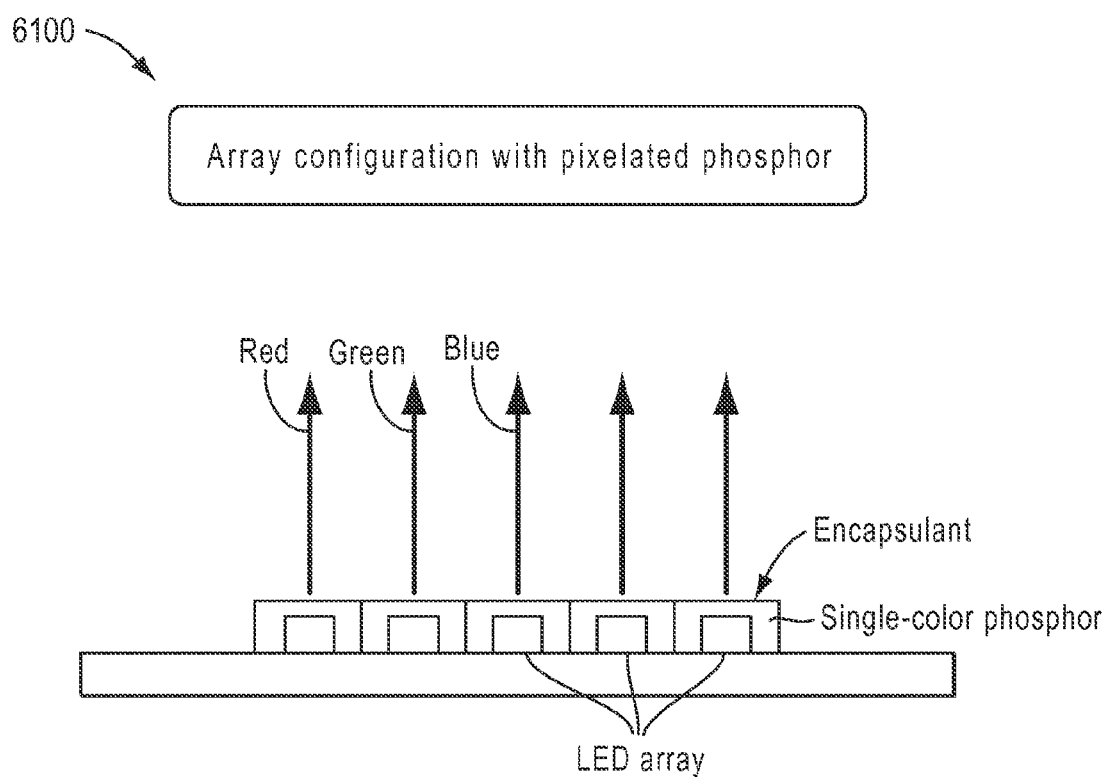 6100
Array configuration with pixelated phosphor
Red
Green
Blue
Encapsulant
Single-color phosphor
LED array